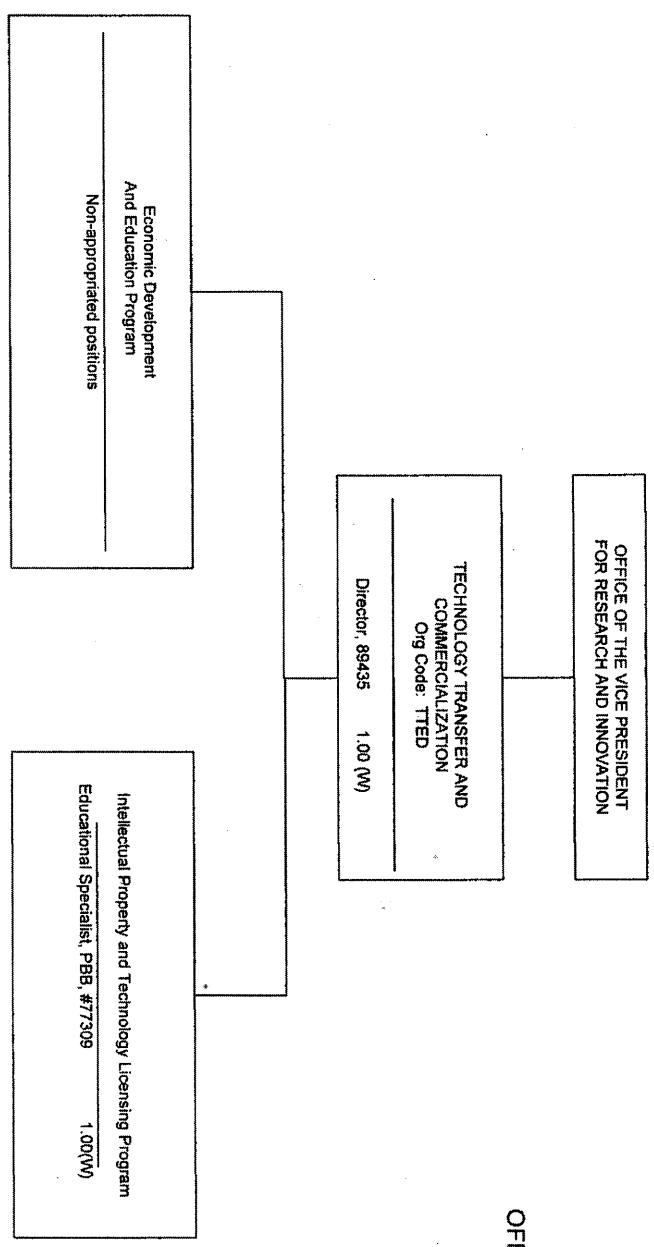 OFFICE OF THE VICE PRESIDENT
FOR RESEARCH AND INNOVATION
TECHNOLOGY TRANSFER AND
COMMERCIALIZATION
Org Code: TTED
Director, 89435 1.00 (W)
Economic Development
And Education Program
Non-appropriated positions
Intellectual Property and Technology Licensing Program
Educational Specialist, PBB, #77309 1.00(W)